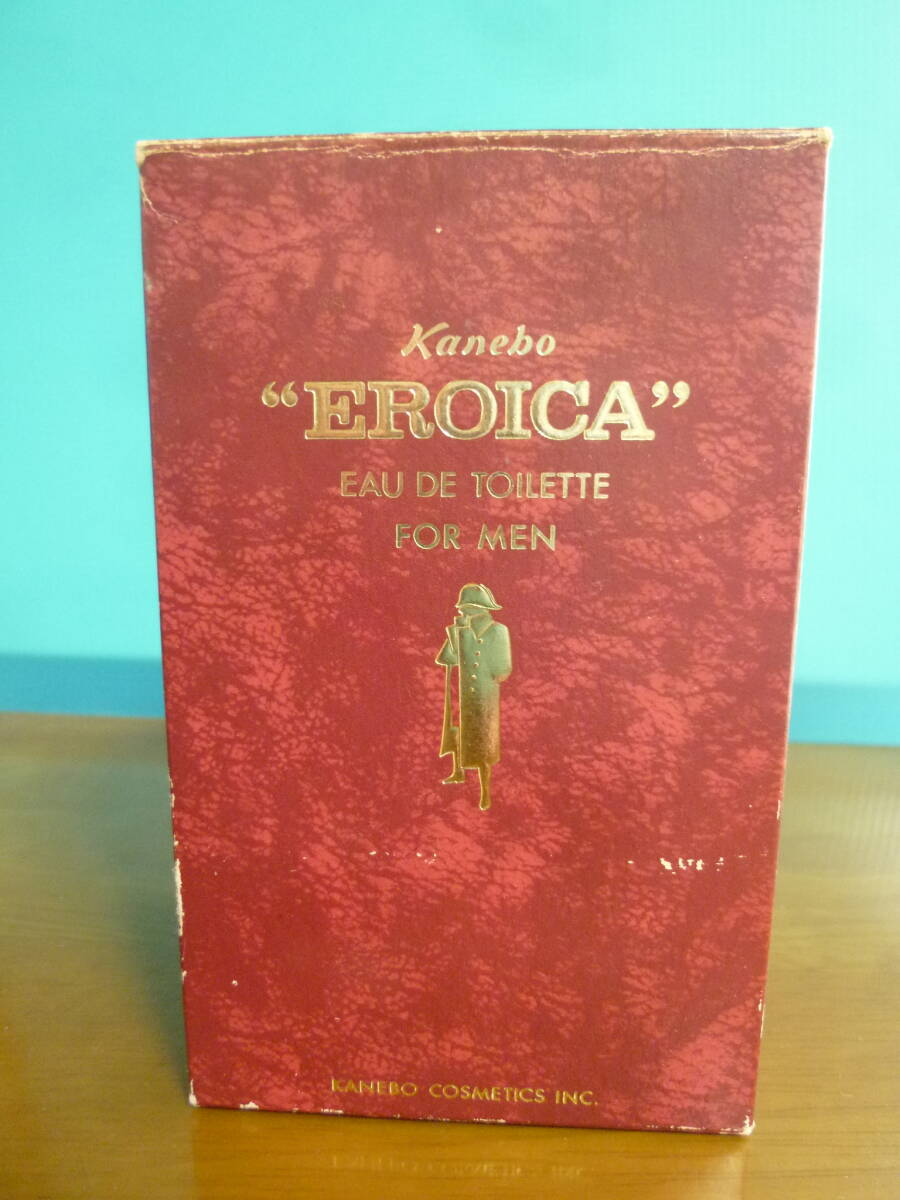 Kanebo
“EROICA”
EAU DE TOILETTE
FOR MEN
KANEBO COSMETICS INC.